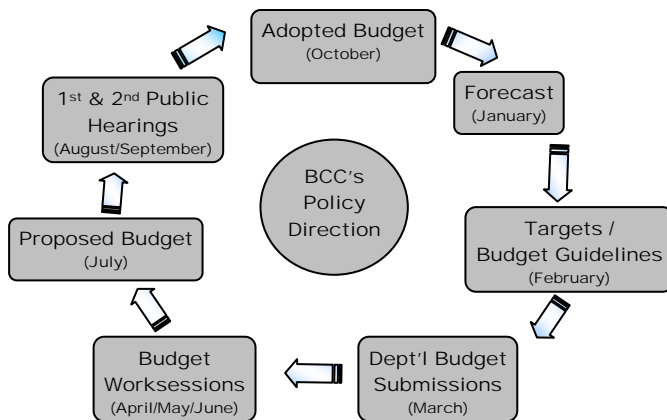 Adopted Budget
(October)
Forecast
(January)
Targets /
Budget Guidelines
(February)
Dept'l Budget
Submissions
(March)
Budget
Worksessions
(April/May/June)
Proposed Budget
(July)
1st & 2nd Public
Hearings
(August/September)
BCC's
Policy
Direction